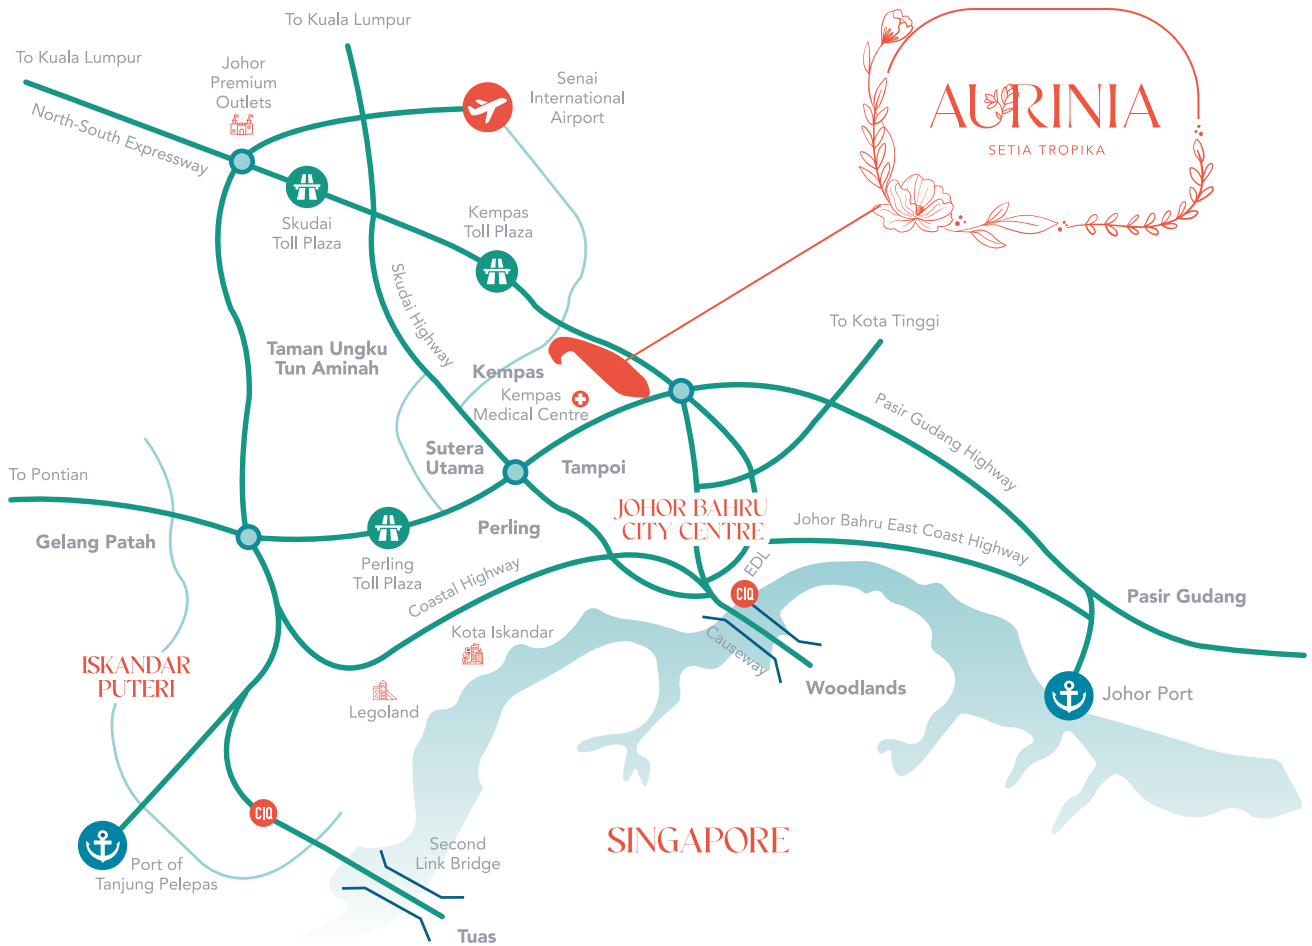 To Kuala Lumpur
To Kuala Lumpur
Johor
Premium
Outlets
Senai
International
Airport
AURINIA
SETIA TROPIKA
North-South Expressway
Skudai
Toll Plaza
Kempas
Toll Plaza
Skudai Highway
To Kota Tinggi
Taman Ungku
Tun Aminah
Kempas
Kempas
Medical Centre
Pasir Gudang Highway
Sutera
Utama
Tampoi
To Pontian
Gelang Patah
Perling
JOHOR BAHRU
CITY CENTRE
Johor Bahru East Coast Highway
Perling
Toll Plaza
Coastal Highway
EDL
CIQ
Pasir Gudang
Kota Iskandar
Causeway
ISKANDAR
PUTERI
Legoland
Woodlands
Johor Port
CIQ
SINGAPORE
Port of
Tanjung Pelepas
Second
Link Bridge
Tuas